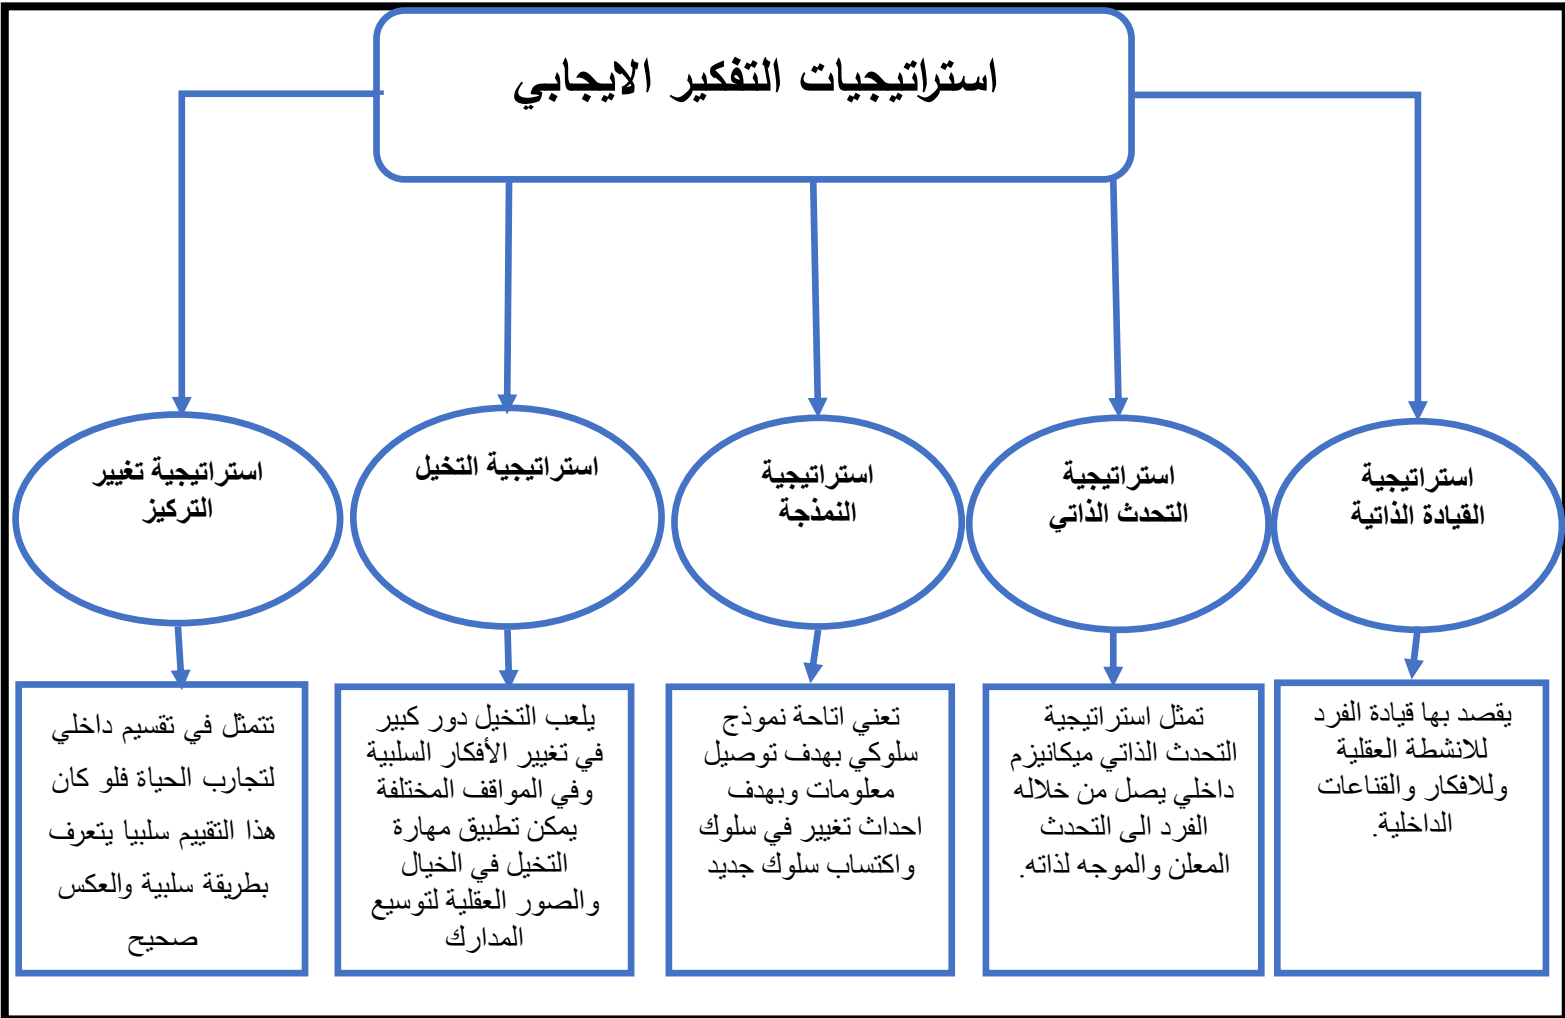 استراتيجيات التفكير الايجابي
استراتيجية
القيادة الذاتية
استراتيجية
التحدث الذاتي
استراتيجية
النمذجة
استراتيجية التخيل
استراتيجية تغيير
التركيز
يقصد بها قيادة الفرد
للانشطة العقلية
وللافكار والقناعات
الداخلية.
تمثل استراتيجية
التحدث الذاتي ميكانيزم
داخلي يصل من خلاله
الفرد الى التحدث
المعلن والموجه لذاته.
تعني اتاحة نموذج
سلوكي بهدف توصيل
معلومات وبهدف
احداث تغيير في سلوك
واكتساب سلوك جديد
يلعب التخيل دور كبير
في تغيير الأفكار السلبية
وفي المواقف المختلفة
يمكن تطبيق مهارة
التخيل في الخيال
والصور العقلية لتوسيع
المدارك
تتمثل في تقسيم داخلي
لتجارب الحياة فلو كان
هذا التقييم سلبيا يتعرف
بطريقة سلبية والعكس
صحيح